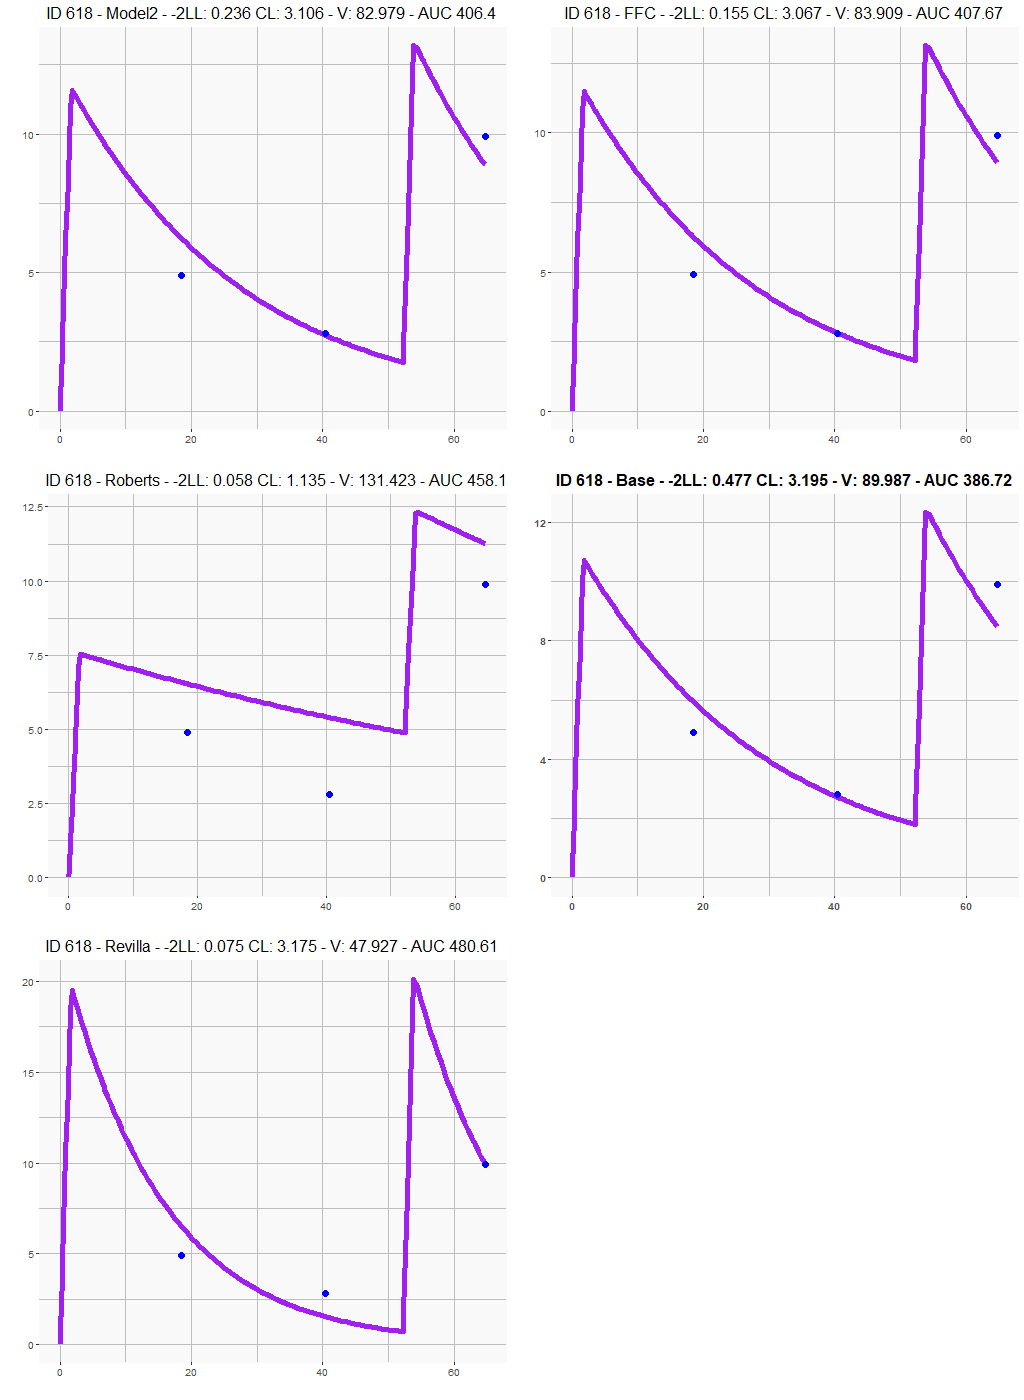 ID 618 - Model2 - -2LL: 0.236 CL: 3.106 - V: 82.979 - AUC 406.4
10
5
0
0 20 40 60
ID 618 - FFC - -2LL: 0.155 CL: 3.067 - V: 83.909 - AUC 407.67
10
5
0
0 20 40 60
ID 618 - Roberts - -2LL: 0.058 CL: 1.135 - V: 131.423 - AUC 458.1
12.5
10.0
7.5
5.0
2.5
0.0
0 20 40 60
ID 618 - Base - -2LL: 0.477 CL: 3.195 - V: 89.987 - AUC 386.72
12
8
4
0
0 20 40 60
ID 618 - Revilla - -2LL: 0.075 CL: 3.175 - V: 47.927 - AUC 480.61
20
15
10
5
0
0 20 40 60